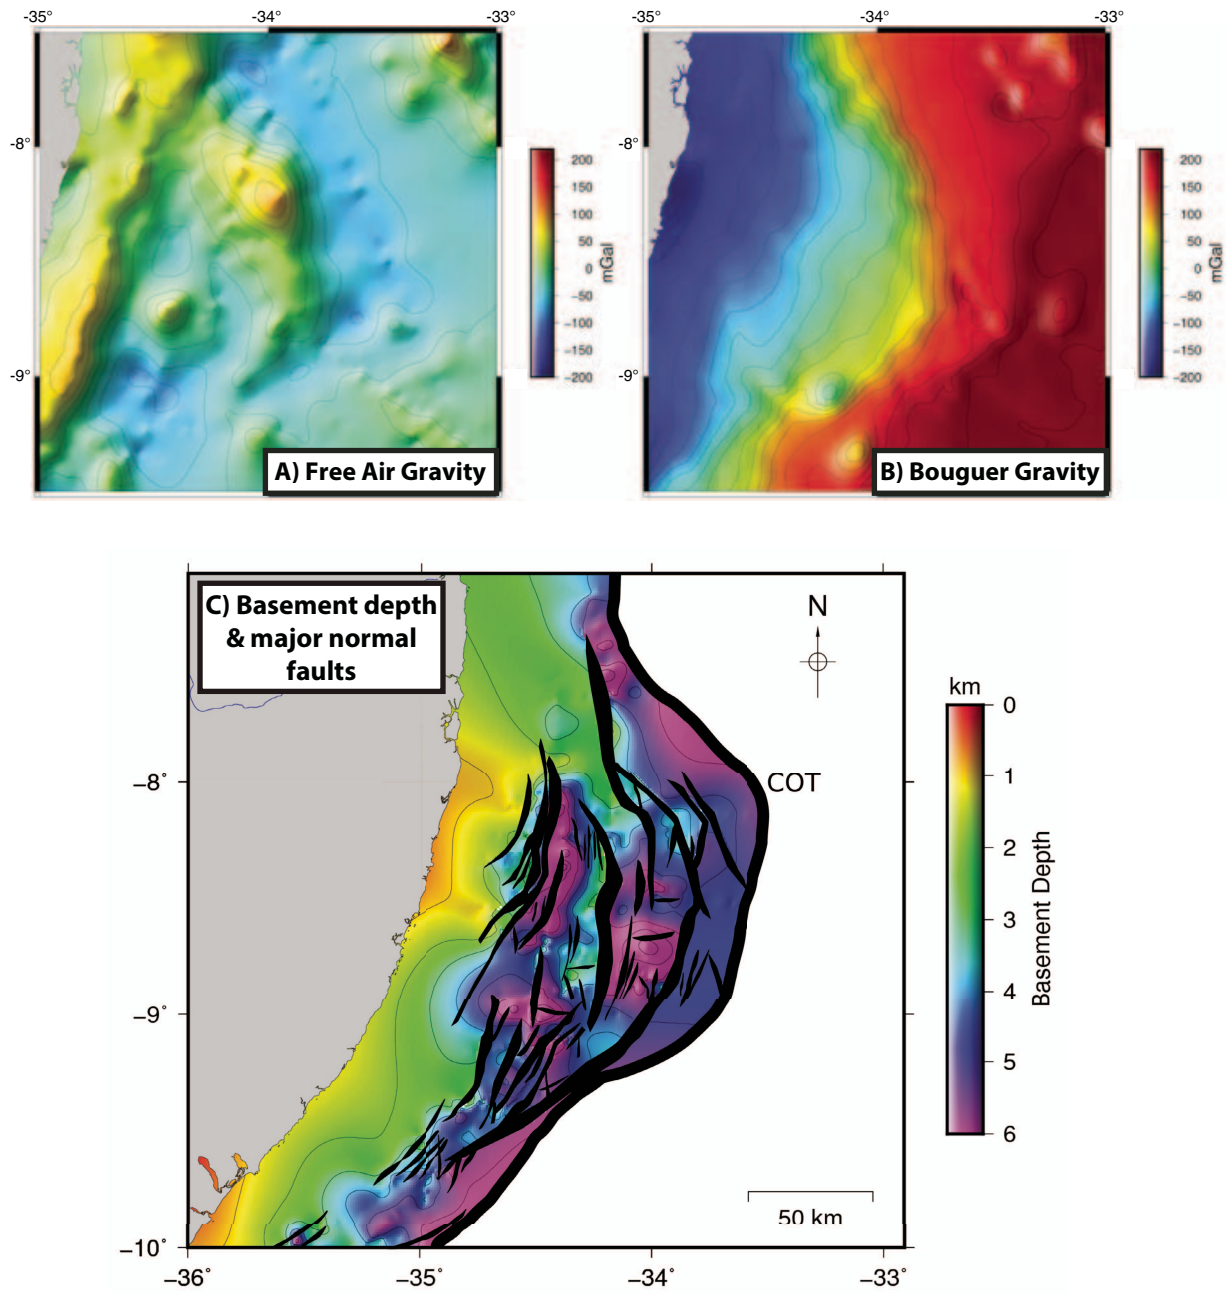 -35° -34° -33°
-8°
-9°
200
150
100
50
0
-50
-100
-150
-200
mGal
A) Free Air Gravity
-35° -34° -33°
-8°
-9°
200
150
100
50
0
-50
-100
-150
-200
mGal
B) Bouguer Gravity
C) Basement depth
& major normal
faults
N
COT
−8°
−9°
−10°
−36° −35° −34° −33°
50 km
km
0
1
2
3
4
5
6
Basement Depth